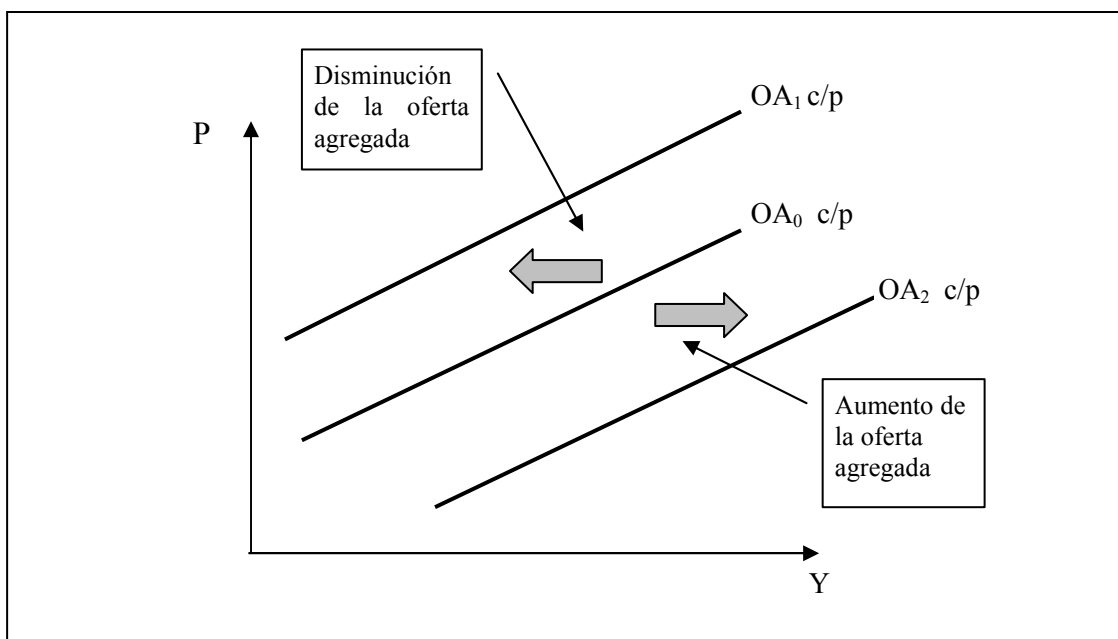 Disminución
de la oferta
agregada
OA₁ c/p
P
OA₀ c/p
OA₂ c/p
Aumento de
la oferta
agregada
Y